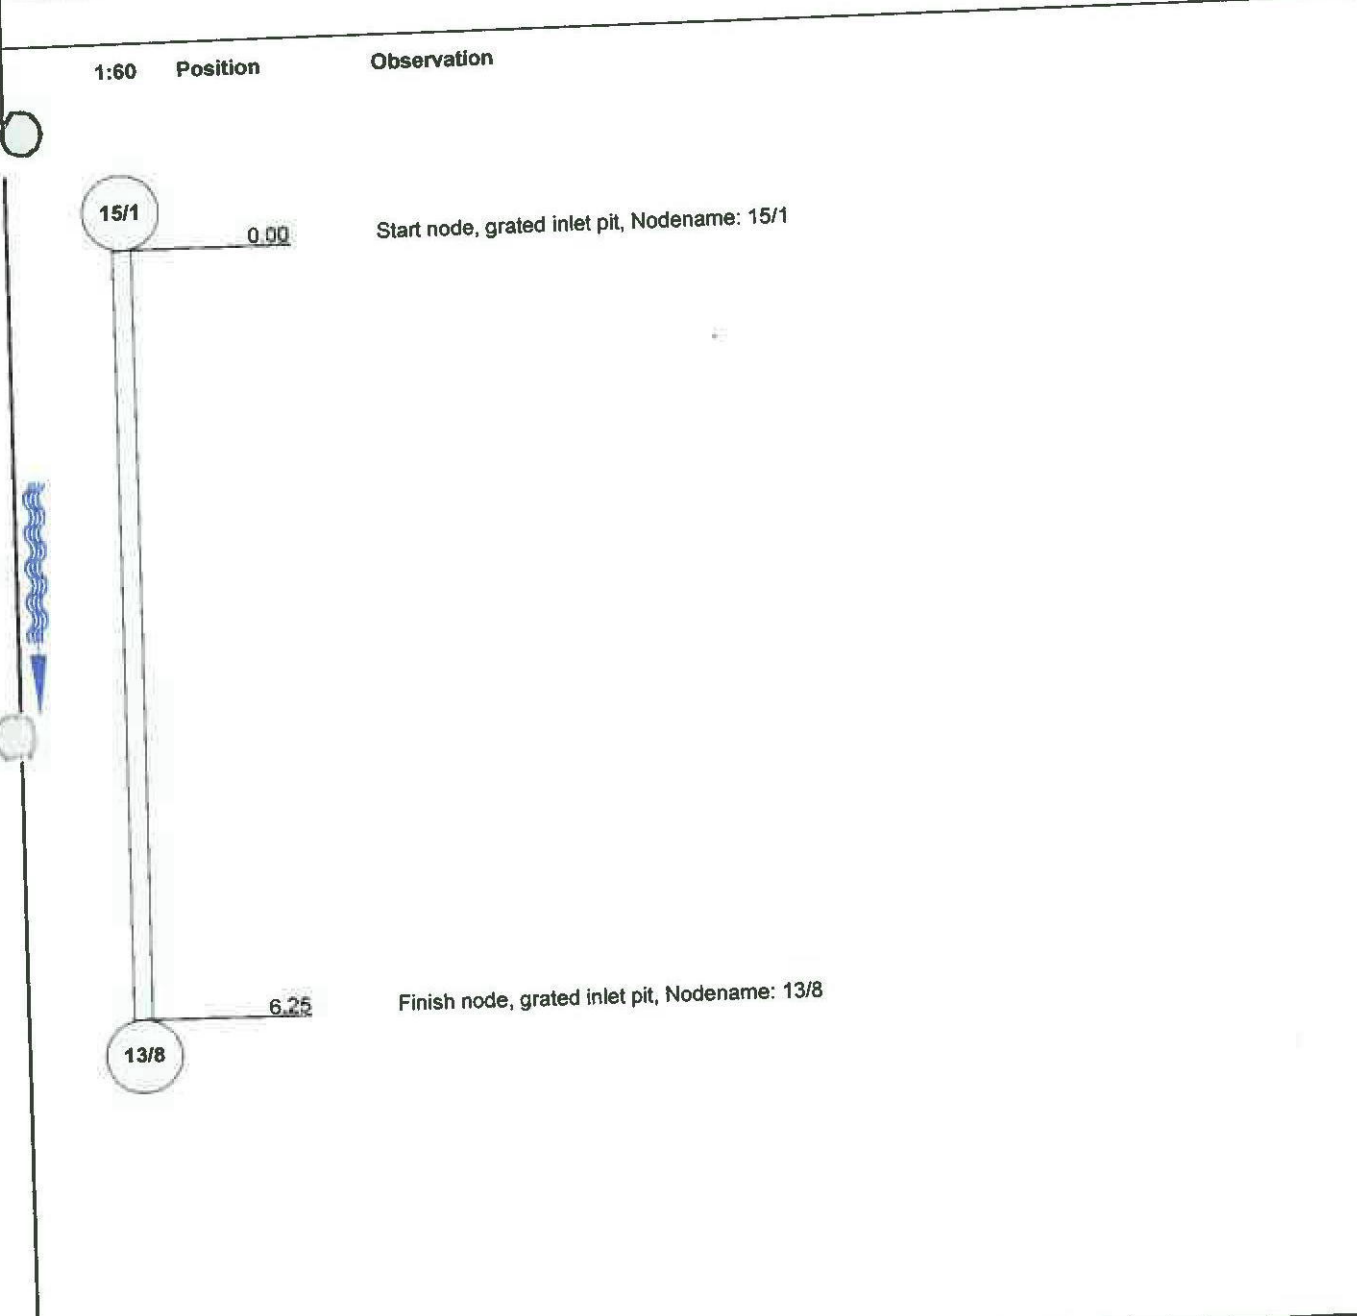 1:60 Position Observation
15/1
0.00 Start node, grated inlet pit, Nodename: 15/1
6.25 Finish node, grated inlet pit, Nodename: 13/8
13/8